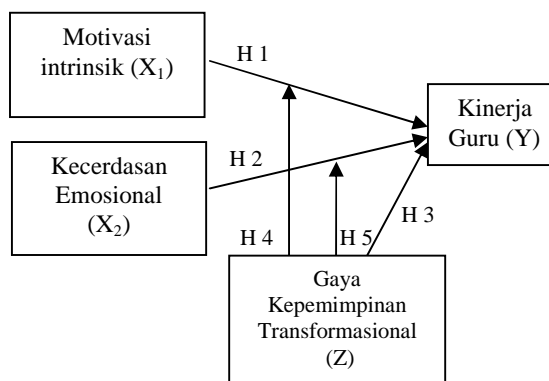 Motivasi
intrinsik (X₁)
H 1
Kinerja
Guru (Y)
Kecerdasan
Emosional
(X₂)
H 2
H 3
H 4
H 5
Gaya
Kepemimpinan
Transformasional
(Z)